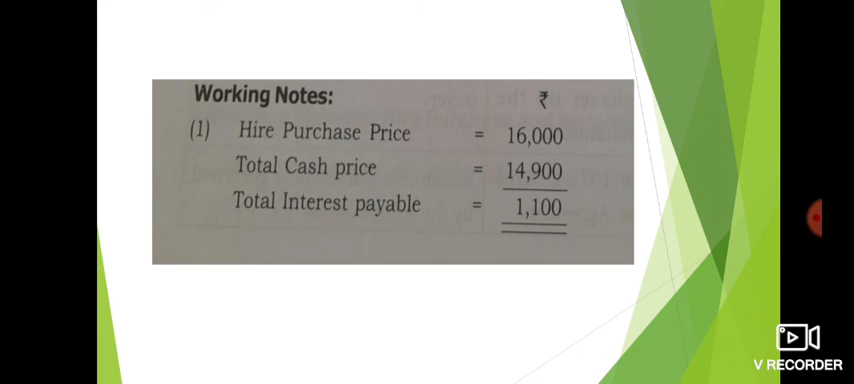 Working Notes:
₹
(1) Hire Purchase Price = 16,000
Total Cash price = 14,900
Total Interest payable = 1,100
V RECORDER